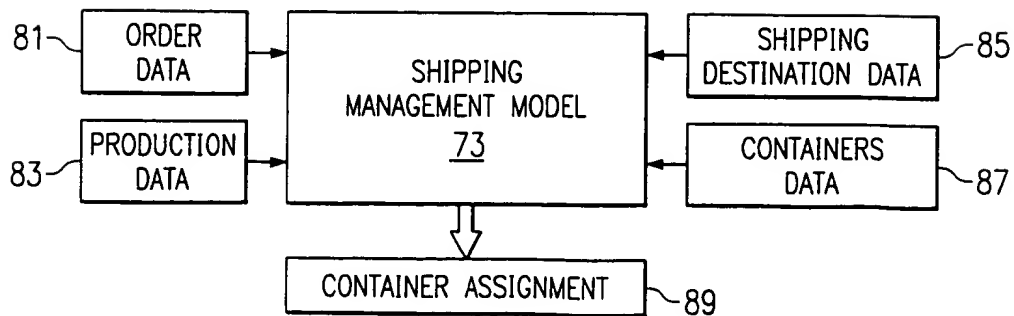 81
ORDER
DATA
83
PRODUCTION
DATA
SHIPPING
MANAGEMENT MODEL
73
SHIPPING
DESTINATION DATA
85
CONTAINERS
DATA
87
CONTAINER ASSIGNMENT
89